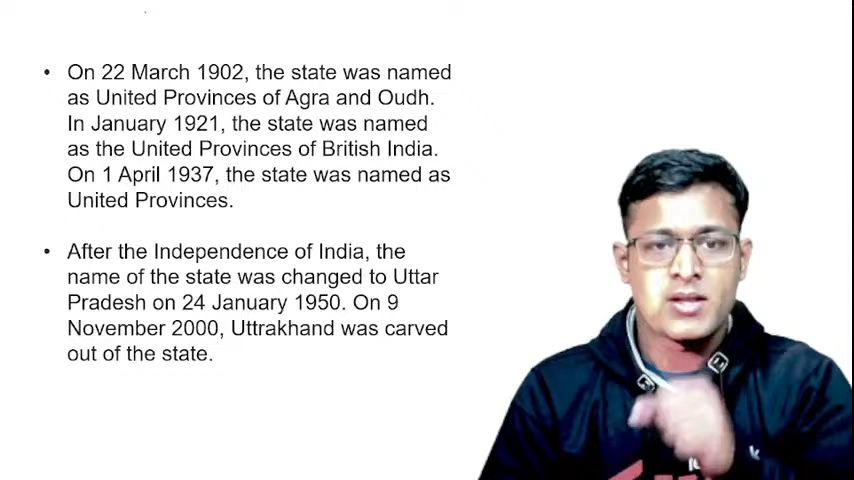 • On 22 March 1902, the state was named
as United Provinces of Agra and Oudh.
In January 1921, the state was named
as the United Provinces of British India.
On 1 April 1937, the state was named as
United Provinces.
• After the Independence of India, the
name of the state was changed to Uttar
Pradesh on 24 January 1950. On 9
November 2000, Uttrakhand was carved
out of the state.